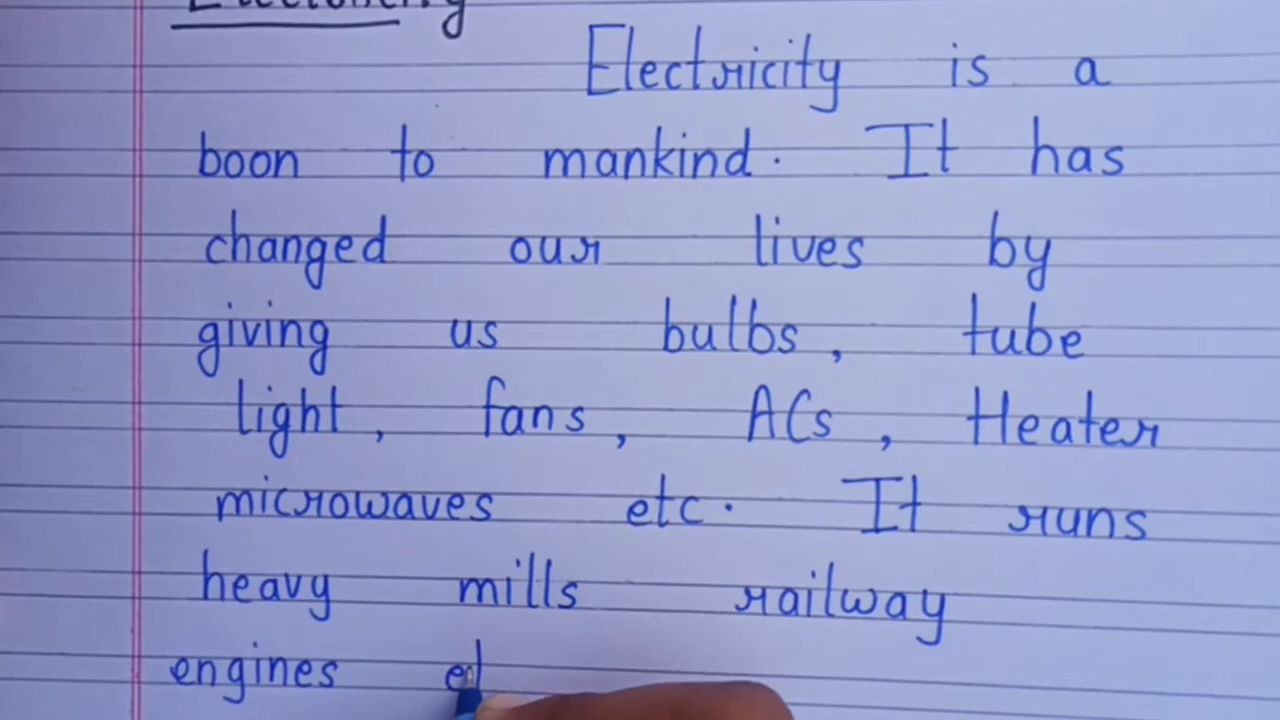 Electricity is a
boon to mankind. It has
changed our lives by
giving us bulbs, tube
light, fans, ACs, Heater
microwaves etc. It runs
heavy mills railway
engines